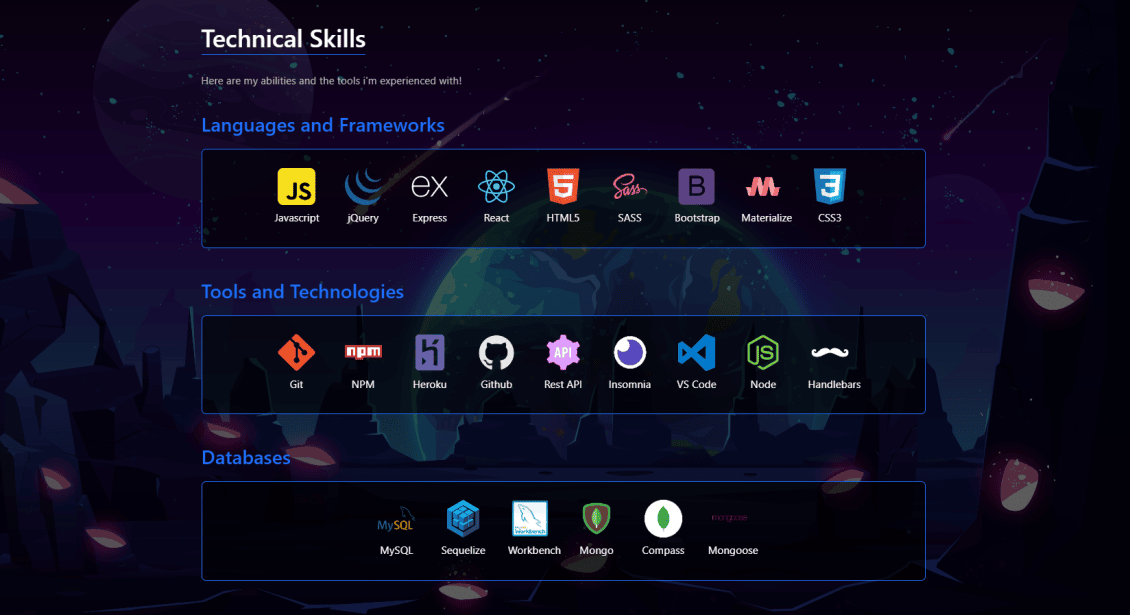 Technical Skills
Here are my abilities and the tools i'm experienced with!
Languages and Frameworks
JS ex 5 Sass B 3
Javascript jQuery Express React HTML5 SASS Bootstrap Materialize CSS3
Tools and Technologies
npm API JS
Git NPM Heroku Github Rest API Insomnia VS Code Node Handlebars
Databases
MySQL Workbench mongoose
MySQL Sequelize Workbench Mongo Compass Mongoose